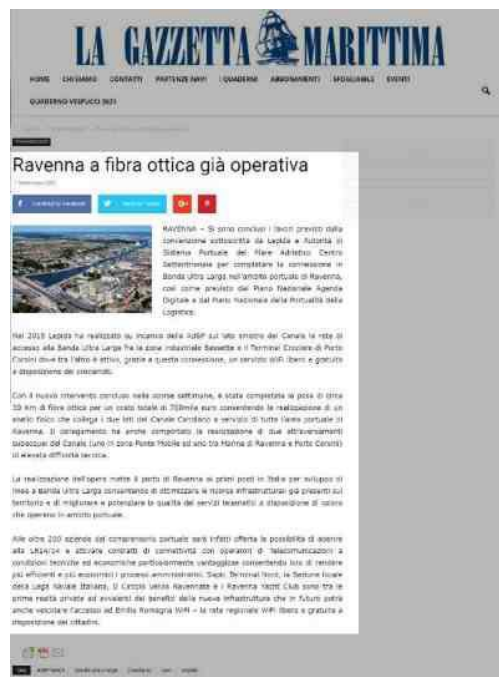 LA GAZZETTA MARITTIMA
HOME CHI SIAMO CONTATTI PARTENZE NAVI I QUADERNI ABBONAMENTI SFOGLIABILE EVENTI
QUADERNO VESPUCCI 2021
Ravenna a fibra ottica già operativa
RAVENNA – Si sono conclusi i lavori previsti dalla
convenzione sottoscritta da Lepida e Autorità di
Sistema Portuale del Mare Adriatico Centro
Settentrionale per completare la connessione in
Banda Ultra Larga nell'ambito portuale di Ravenna,
così come previsto dal Piano Nazionale Agenda
Digitale e dal Piano Nazionale della Portualità della
Logistica.
Nel 2015 Lepida ha realizzato su incarico della AdSP sul lato sinistro del Canale la rete di
accesso alla Banda Ultra Larga fra la zona industriale Bassette e il Terminal Crociere di Porto
Corsini dove tra l'altro è attivo, grazie a questa connessione, un servizio WiFi libero e gratuito
a disposizione dei crocieristi.
Con il nuovo intervento concluso nelle scorse settimane, è stata completata la posa di circa
30 km di fibre ottica per un costo totale di 750mila euro consentendo la realizzazione di un
anello fisico che collega i due lati del Canale Candiano a servizio di tutta l'area portuale di
Ravenna. Il collegamento ha anche comportato la realizzazione di due attraversamenti
subacquei del Canale (uno in zona Ponte Mobile ed uno tra Marina di Ravenna e Porto Corsini)
di elevata difficoltà tecnica.
La realizzazione dell'opera mette il porto di Ravenna ai primi posti in Italia per sviluppo di
linee a Banda Ultra Larga consentendo di ottimizzare le risorse infrastrutturali già presenti sul
territorio e di migliorare e potenziare la qualità dei servizi telematici a disposizione di coloro
che operano in ambito portuale.
Alle oltre 200 aziende del comprensorio portuale sarà infatti offerta la possibilità di aderire
alla LR14/14 e attivare contratti di connettività con operatori di Telecomunicazioni a
condizioni tecniche ed economiche particolarmente vantaggiose consentendo loro di rendere
più efficienti e più economici i processi amministrativi. Sapir, Terminal Nord, la Sezione locale
della Lega Navale Italiana, Il Circolo Velico Ravennate e i Ravenna Yacht Club sono tra le
prime realtà private ad avvalersi dei benefici della nuova infrastruttura che in futuro potrà
anche veicolare l'accesso ad Emilia Romagna WiFi – la rete regionale WiFi libera e gratuita a
disposizione dei cittadini.